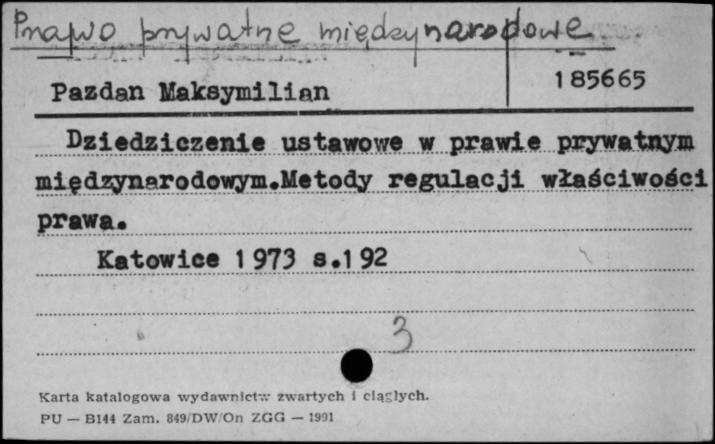 Prawo prywatne międzynarodowe
Pazdan Maksymilian 185665
Dziedziczenie ustawowe w prawie prywatnym
międzynarodowym.Metody regulacji właściwości
prawa.
Katowice 1973 s.192
3
Karta katalogowa wydawnictw zwartych i ciągłych.
PU — B144 Zam. 849/DW/On ZGG — 1991